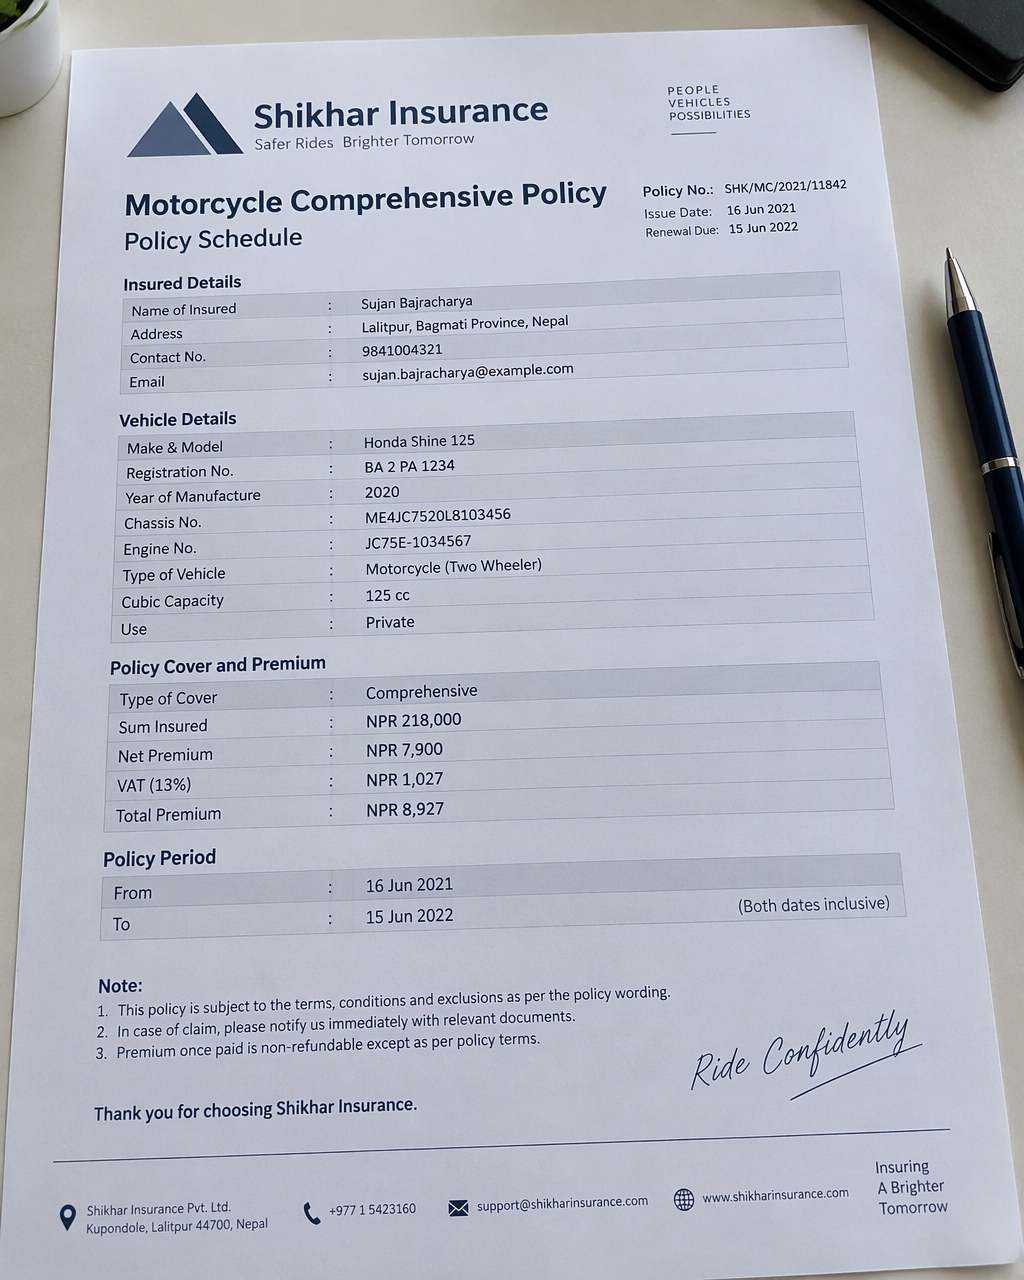 Shikhar Insurance
Safer Rides Brighter Tomorrow
PEOPLE
VEHICLES
POSSIBILITIES
Motorcycle Comprehensive Policy
Policy Schedule
Policy No.: SHK/MC/2021/11842
Issue Date: 16 Jun 2021
Renewal Due: 15 Jun 2022
Insured Details
Name of Insured : Sujan Bajracharya
Address : Lalitpur, Bagmati Province, Nepal
Contact No. : 9841004321
Email : sujan.bajracharya@example.com
Vehicle Details
Make & Model : Honda Shine 125
Registration No. : BA 2 PA 1234
Year of Manufacture : 2020
Chassis No. : ME4JC7520L8103456
Engine No. : JC75E-1034567
Type of Vehicle : Motorcycle (Two Wheeler)
Cubic Capacity : 125 cc
Use : Private
Policy Cover and Premium
Type of Cover : Comprehensive
Sum Insured : NPR 218,000
Net Premium : NPR 7,900
VAT (13%) : NPR 1,027
Total Premium : NPR 8,927
Policy Period
From : 16 Jun 2021
To : 15 Jun 2022 (Both dates inclusive)
Note:
1. This policy is subject to the terms, conditions and exclusions as per the policy wording.
2. In case of claim, please notify us immediately with relevant documents.
3. Premium once paid is non-refundable except as per policy terms.
Ride Confidently
Thank you for choosing Shikhar Insurance.
Shikhar Insurance Pvt. Ltd.
Kupondole, Lalitpur 44700, Nepal
+977 1 5423160
support@shikharinsurance.com
www.shikharinsurance.com
Insuring
A Brighter
Tomorrow